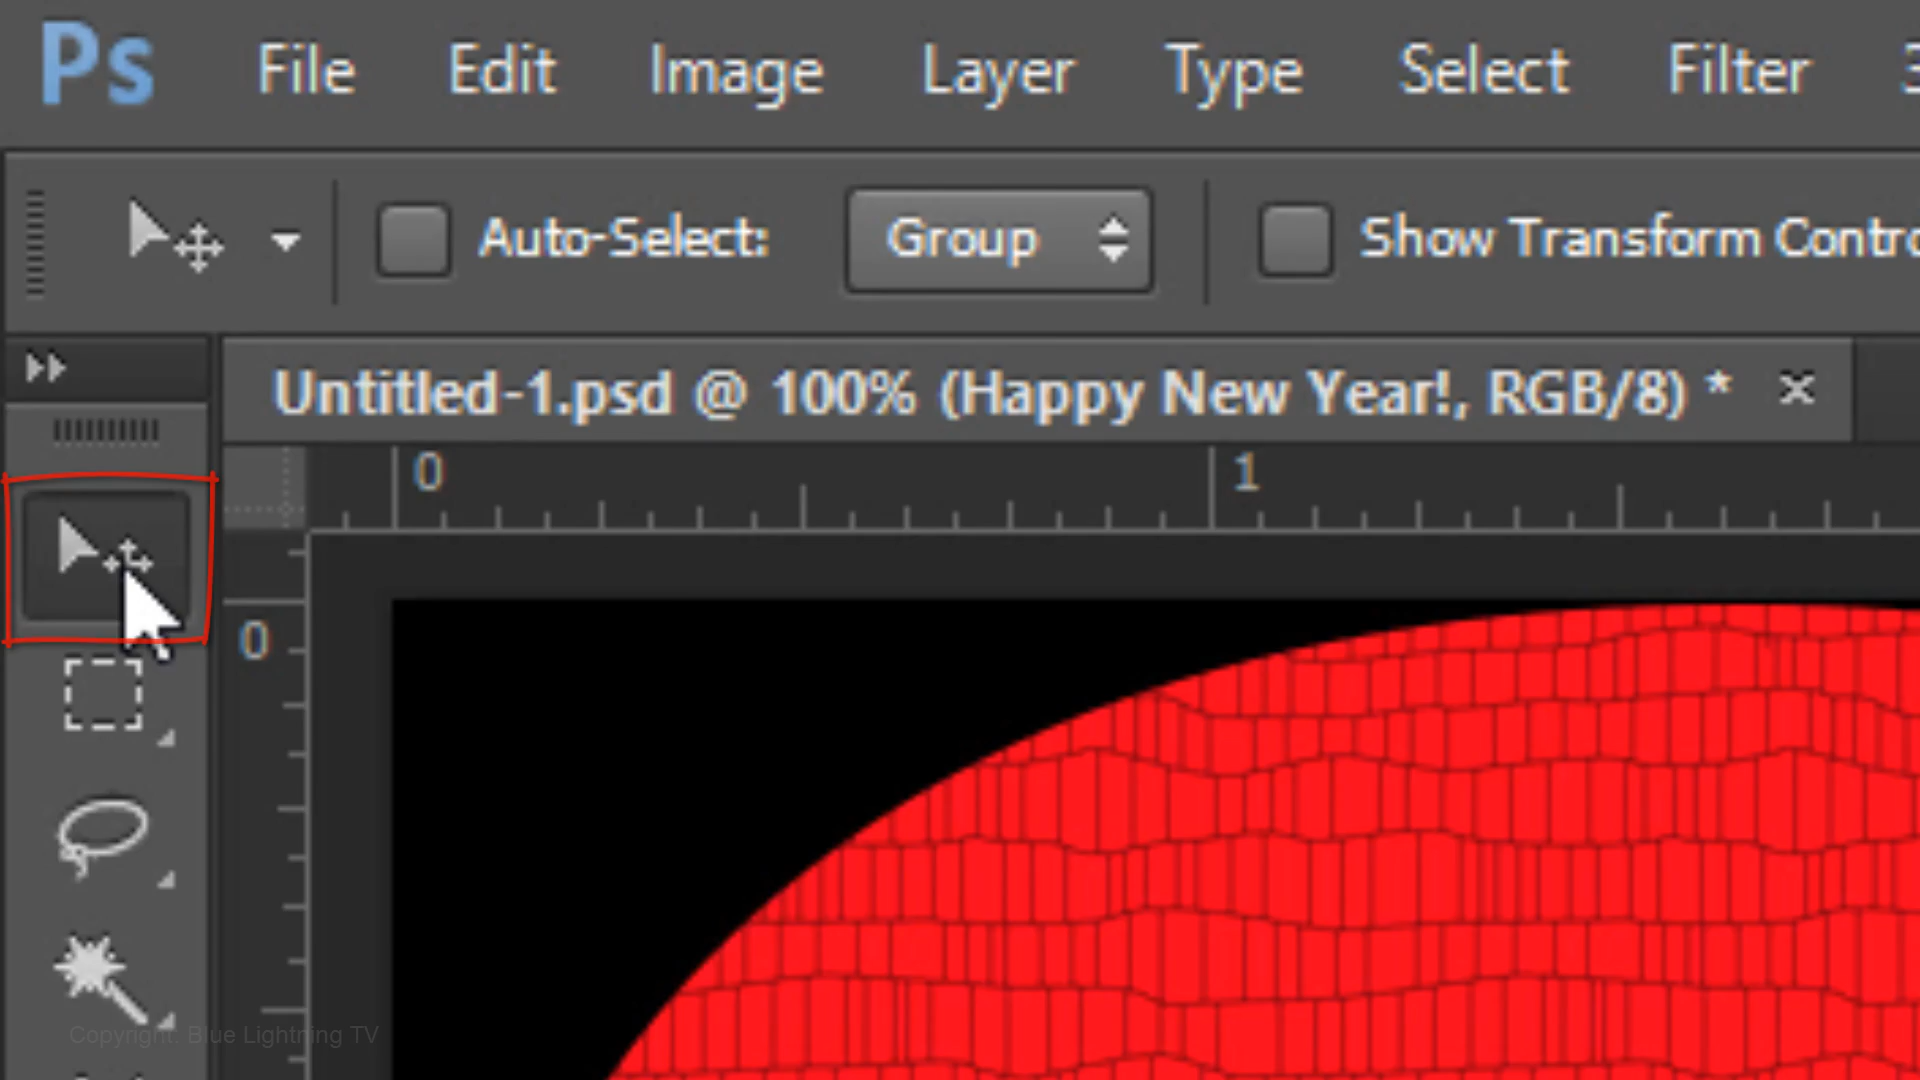 Ps File Edit Image Layer Type Select Filter
Auto-Select: Group Show Transform
Untitled-1.psd @ 100% (Happy New Year!, RGB/8) * ×
0 1
0
Copyright: Blue Lightning TV